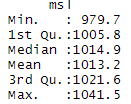 msl
Min.   : 979.7
1st Qu.:1005.8
Median :1014.9
Mean   :1013.2
3rd Qu.:1021.6
Max.   :1041.5